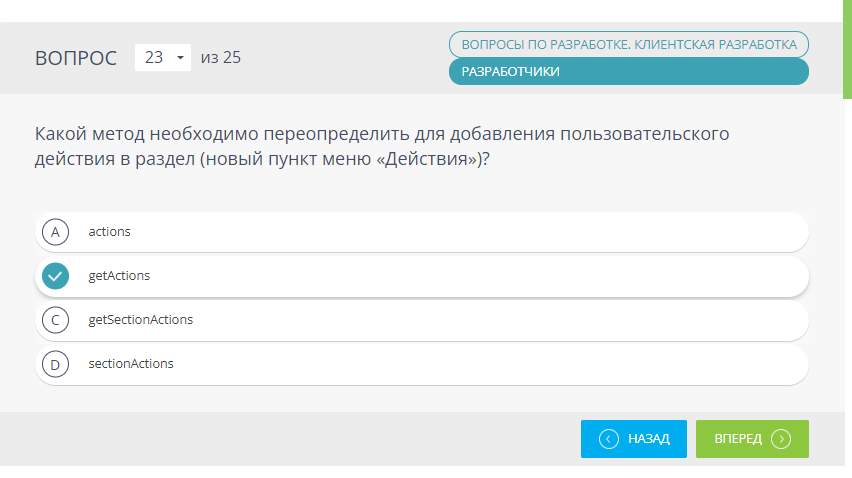 ВОПРОС 23 из 25
ВОПРОСЫ ПО РАЗРАБОТКЕ. КЛИЕНТСКАЯ РАЗРАБОТКА
РАЗРАБОТЧИКИ
Какой метод необходимо переопределить для добавления пользовательского
действия в раздел (новый пункт меню «Действия»)?
A actions
getActions
C getSectionActions
D sectionActions
НАЗАД ВПЕРЕД